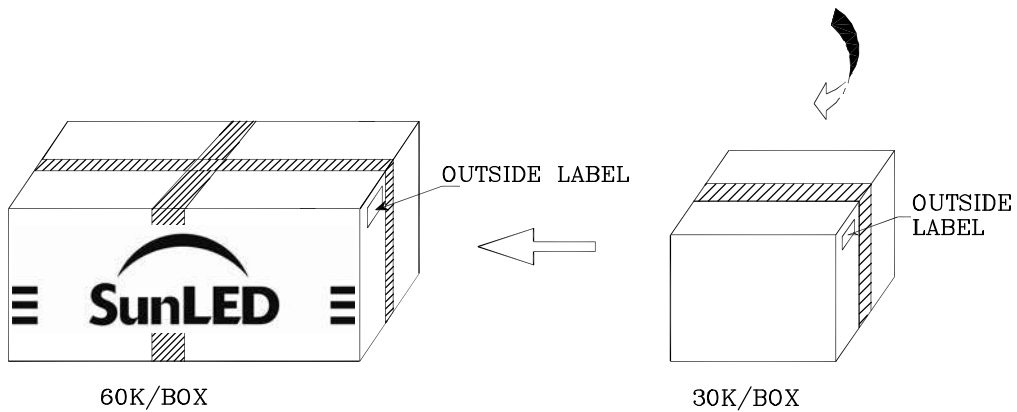 OUTSIDE LABEL
SunLED
60K/BOX
OUTSIDE
LABEL
30K/BOX